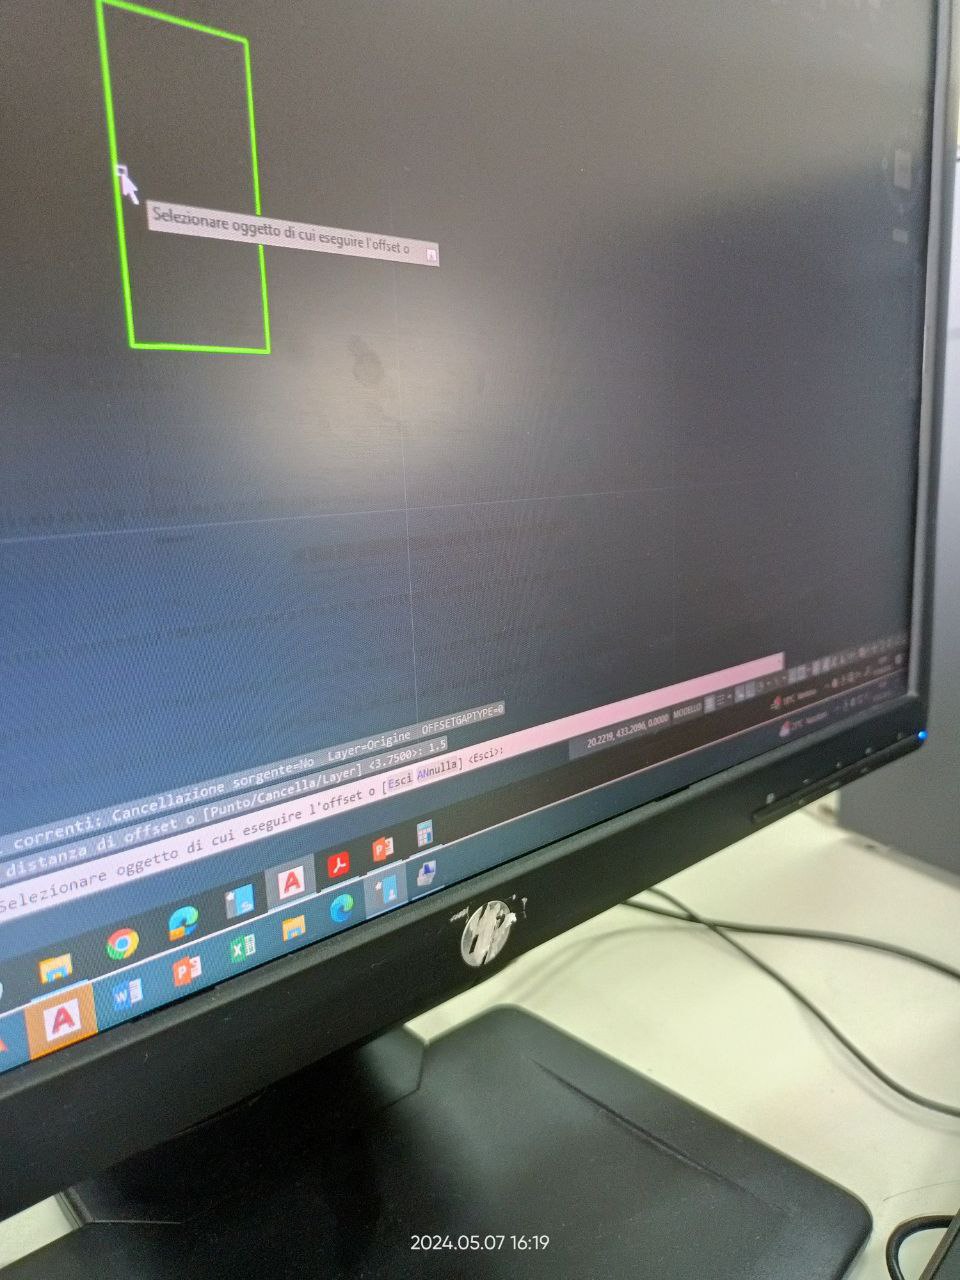 Selezionare oggetto di cui eseguire l'offset o
correnti: Cancellazione sorgente=No Layer=Origine OFFSETGAPTYPE=0
distanza di offset o [Punto/Cancella/Layer] <3.7500>: 1.5
Selezionare oggetto di cui eseguire l'offset o [Esci ANnulla] <Esci>:
20.2219, 433.2096, 0.0000 MODELLO
hp
2024.05.07 16:19